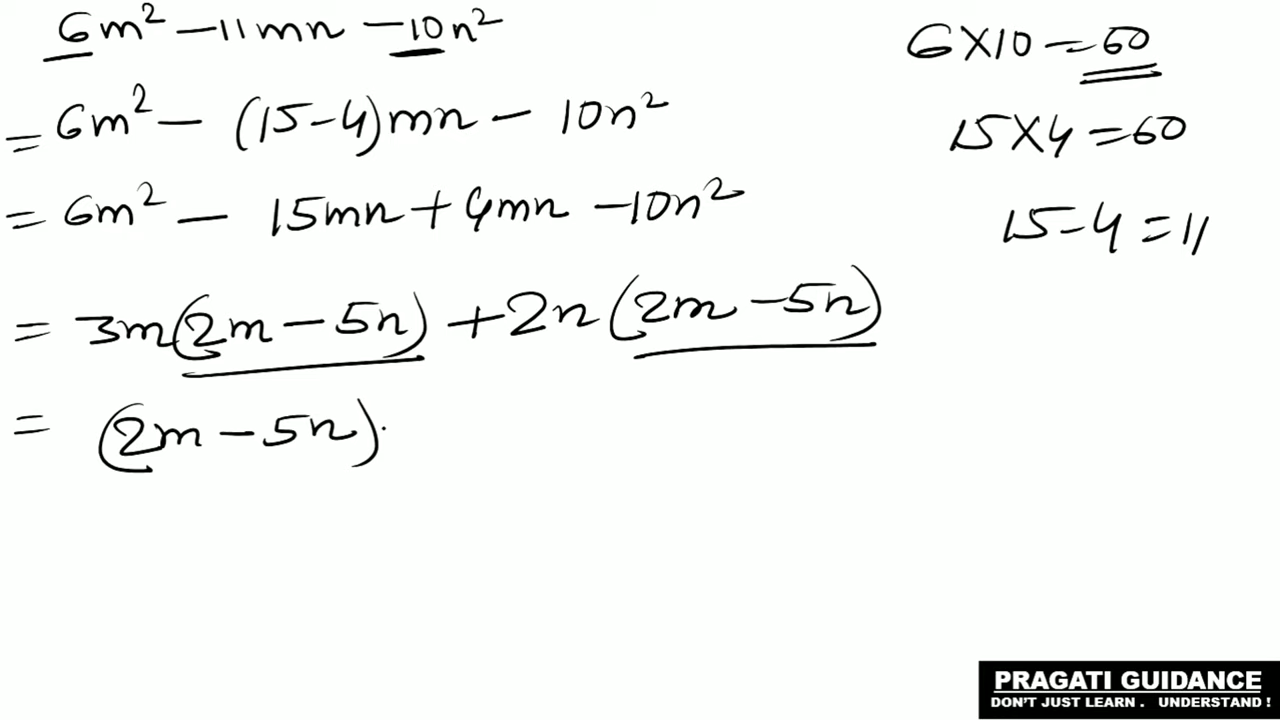 6m² - 11mn - 10n²
= 6m² - (15-4)mn - 10n²
= 6m² - 15mn + 4mn - 10n²
= 3m(2m - 5n) + 2n(2m - 5n)
= (2m - 5n)
6×10 = 60
15×4 = 60
15-4 = 11
PRAGATI GUIDANCE
DON'T JUST LEARN . UNDERSTAND !